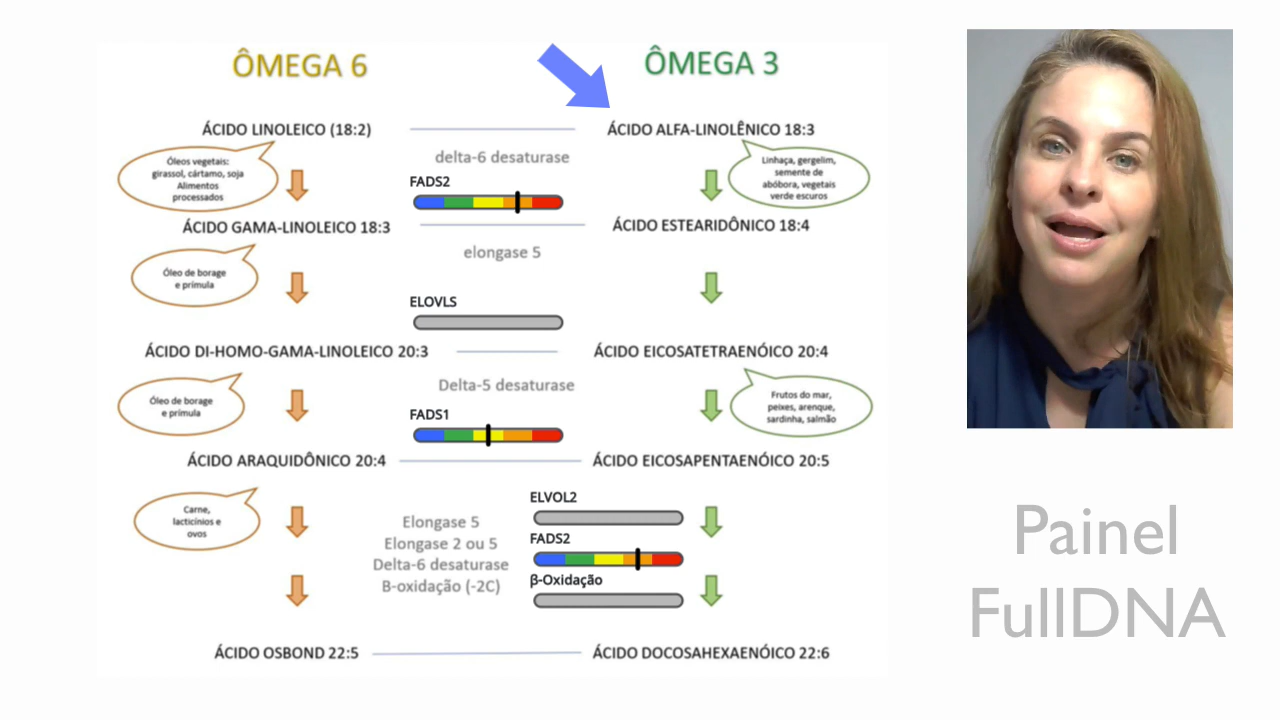 ÔMEGA 6
ÔMEGA 3
ÁCIDO LINOLEICO (18:2)
ÁCIDO ALFA-LINOLÊNICO 18:3
Óleos vegetais:
girassol, cártamo, soja
Alimentos
processados
delta-6 desaturase
FADS2
Linhaça, gergelim,
semente de
abóbora, vegetais
verde escuros
ÁCIDO GAMA-LINOLEICO 18:3
ÁCIDO ESTEARIDÔNICO 18:4
Óleo de borage
e prímula
elongase 5
ELOVLS
ÁCIDO DI-HOMO-GAMA-LINOLEICO 20:3
ÁCIDO EICOSATETRAENÓICO 20:4
Óleo de borage
e prímula
Delta-5 desaturase
FADS1
Frutos do mar,
peixes, arenque,
sardinha, salmão
ÁCIDO ARAQUIDÔNICO 20:4
ÁCIDO EICOSAPENTAENÓICO 20:5
Carne,
lacticínios e
ovos
Elongase 5
Elongase 2 ou 5
Delta-6 desaturase
B-oxidação (-2C)
ELVOL2
FADS2
β-Oxidação
ÁCIDO OSBOND 22:5
ÁCIDO DOCOSAHEXAENÓICO 22:6
Painel
FullDNA